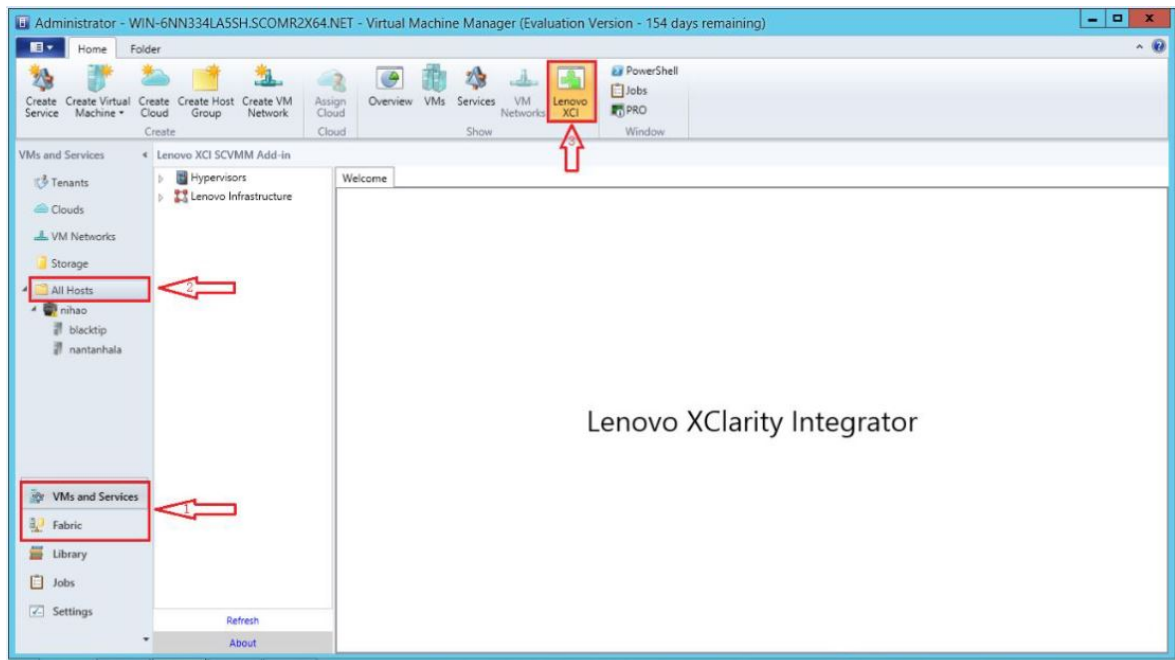 Administrator - WIN-6NN334LA5SH.SCOMR2X64.NET - Virtual Machine Manager (Evaluation Version - 154 days remaining)
Home Folder
Create Service
Create Virtual Machine
Create Cloud
Create Host Group
Create VM Network
Assign Cloud
Overview
VMs
Services
VM Networks
Lenovo XCI
PowerShell
Jobs
PRO
Create
Cloud
Show
Window
3
VMs and Services
Tenants
Clouds
VM Networks
Storage
All Hosts
nihao
blacktip
nantanhala
2
VMs and Services
Fabric
1
Library
Jobs
Settings
Lenovo XCI SCVMM Add-in
Hypervisors
Lenovo Infrastructure
Refresh
About
Welcome
Lenovo XClarity Integrator